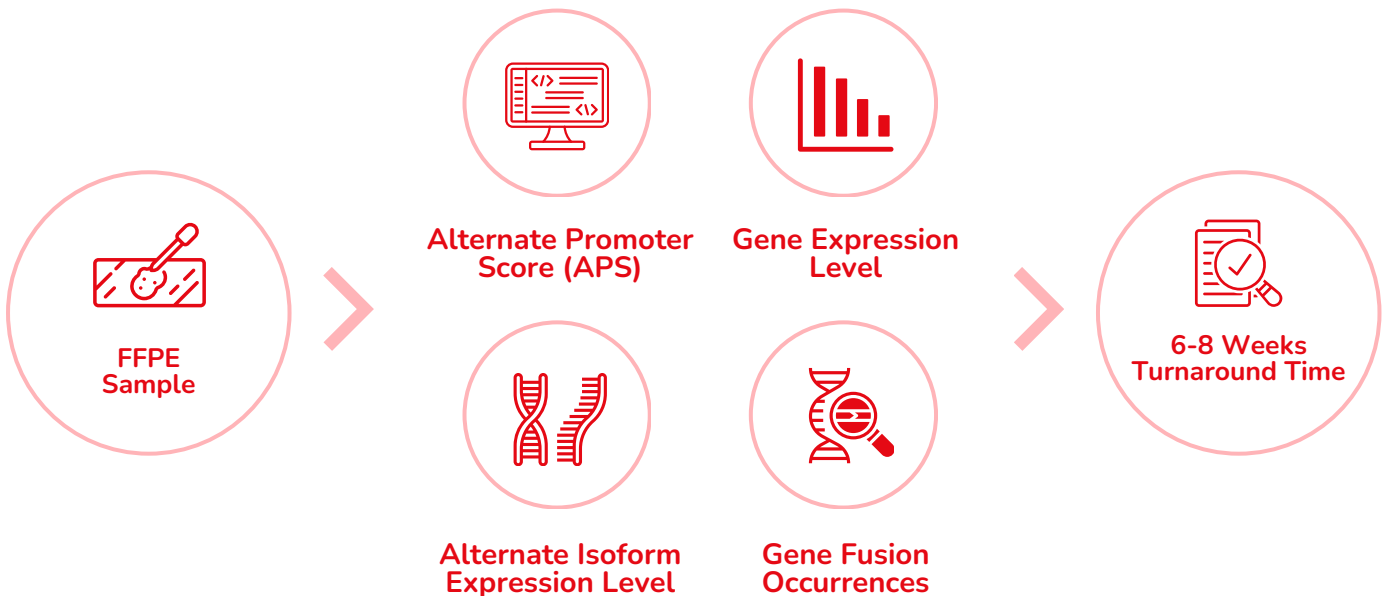 FFPE
Sample
</>
</>
Alternate Promoter
Score (APS)
Gene Expression
Level
Alternate Isoform
Expression Level
Gene Fusion
Occurrences
6-8 Weeks
Turnaround Time